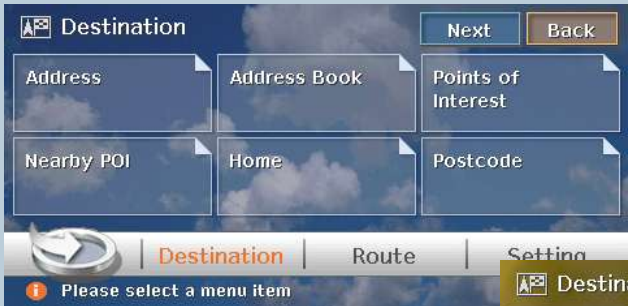 Destination
Next
Back
Address
Address Book
Points of
Interest
Nearby POI
Home
Postcode
Destination
Route
Setting
Please select a menu item